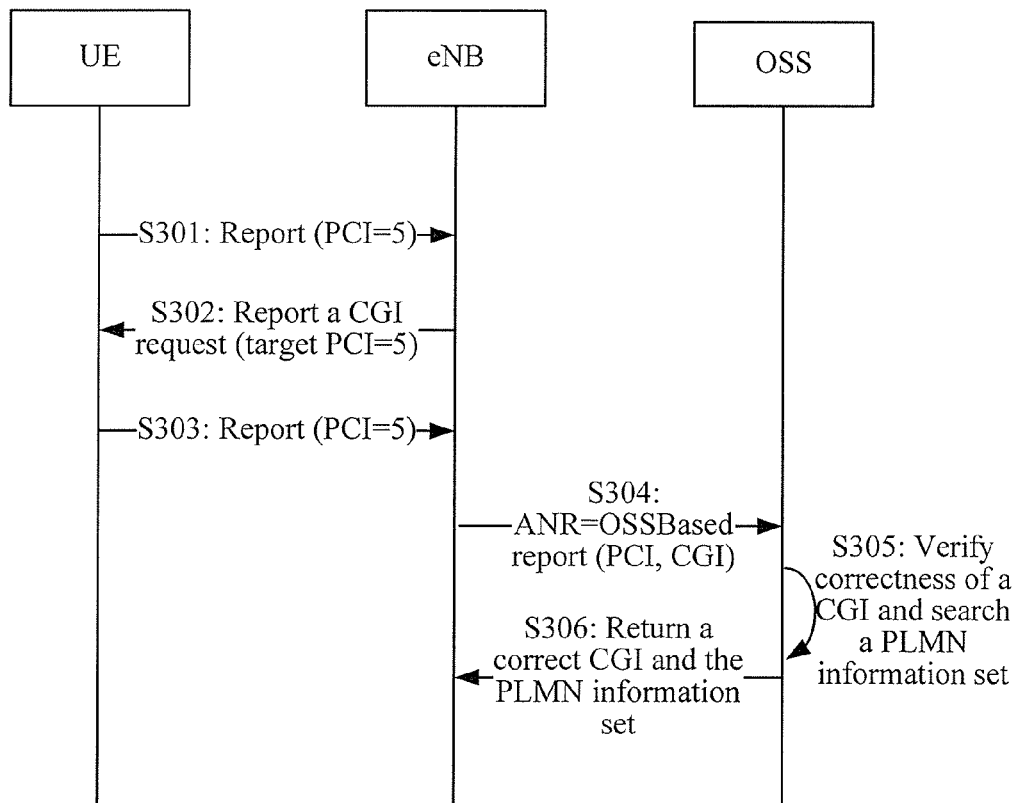 UE
eNB
OSS
S301: Report (PCI=5)
S302: Report a CGI
request (target PCI=5)
S303: Report (PCI=5)
S304:
ANR=OSSBased
report (PCI, CGI)
S305: Verify
correctness of a
CGI and search
a PLMN
information set
S306: Return a
correct CGI and the
PLMN information
set